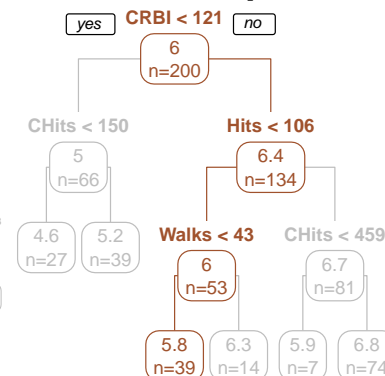 CRBI < 121
yes
no
6
n=200
CHits < 150
Hits < 106
5
n=66
6.4
n=134
Walks < 43
CHits < 459
4.6
n=27
5.2
n=39
6
n=53
6.7
n=81
5.8
n=39
6.3
n=14
5.9
n=7
6.8
n=74